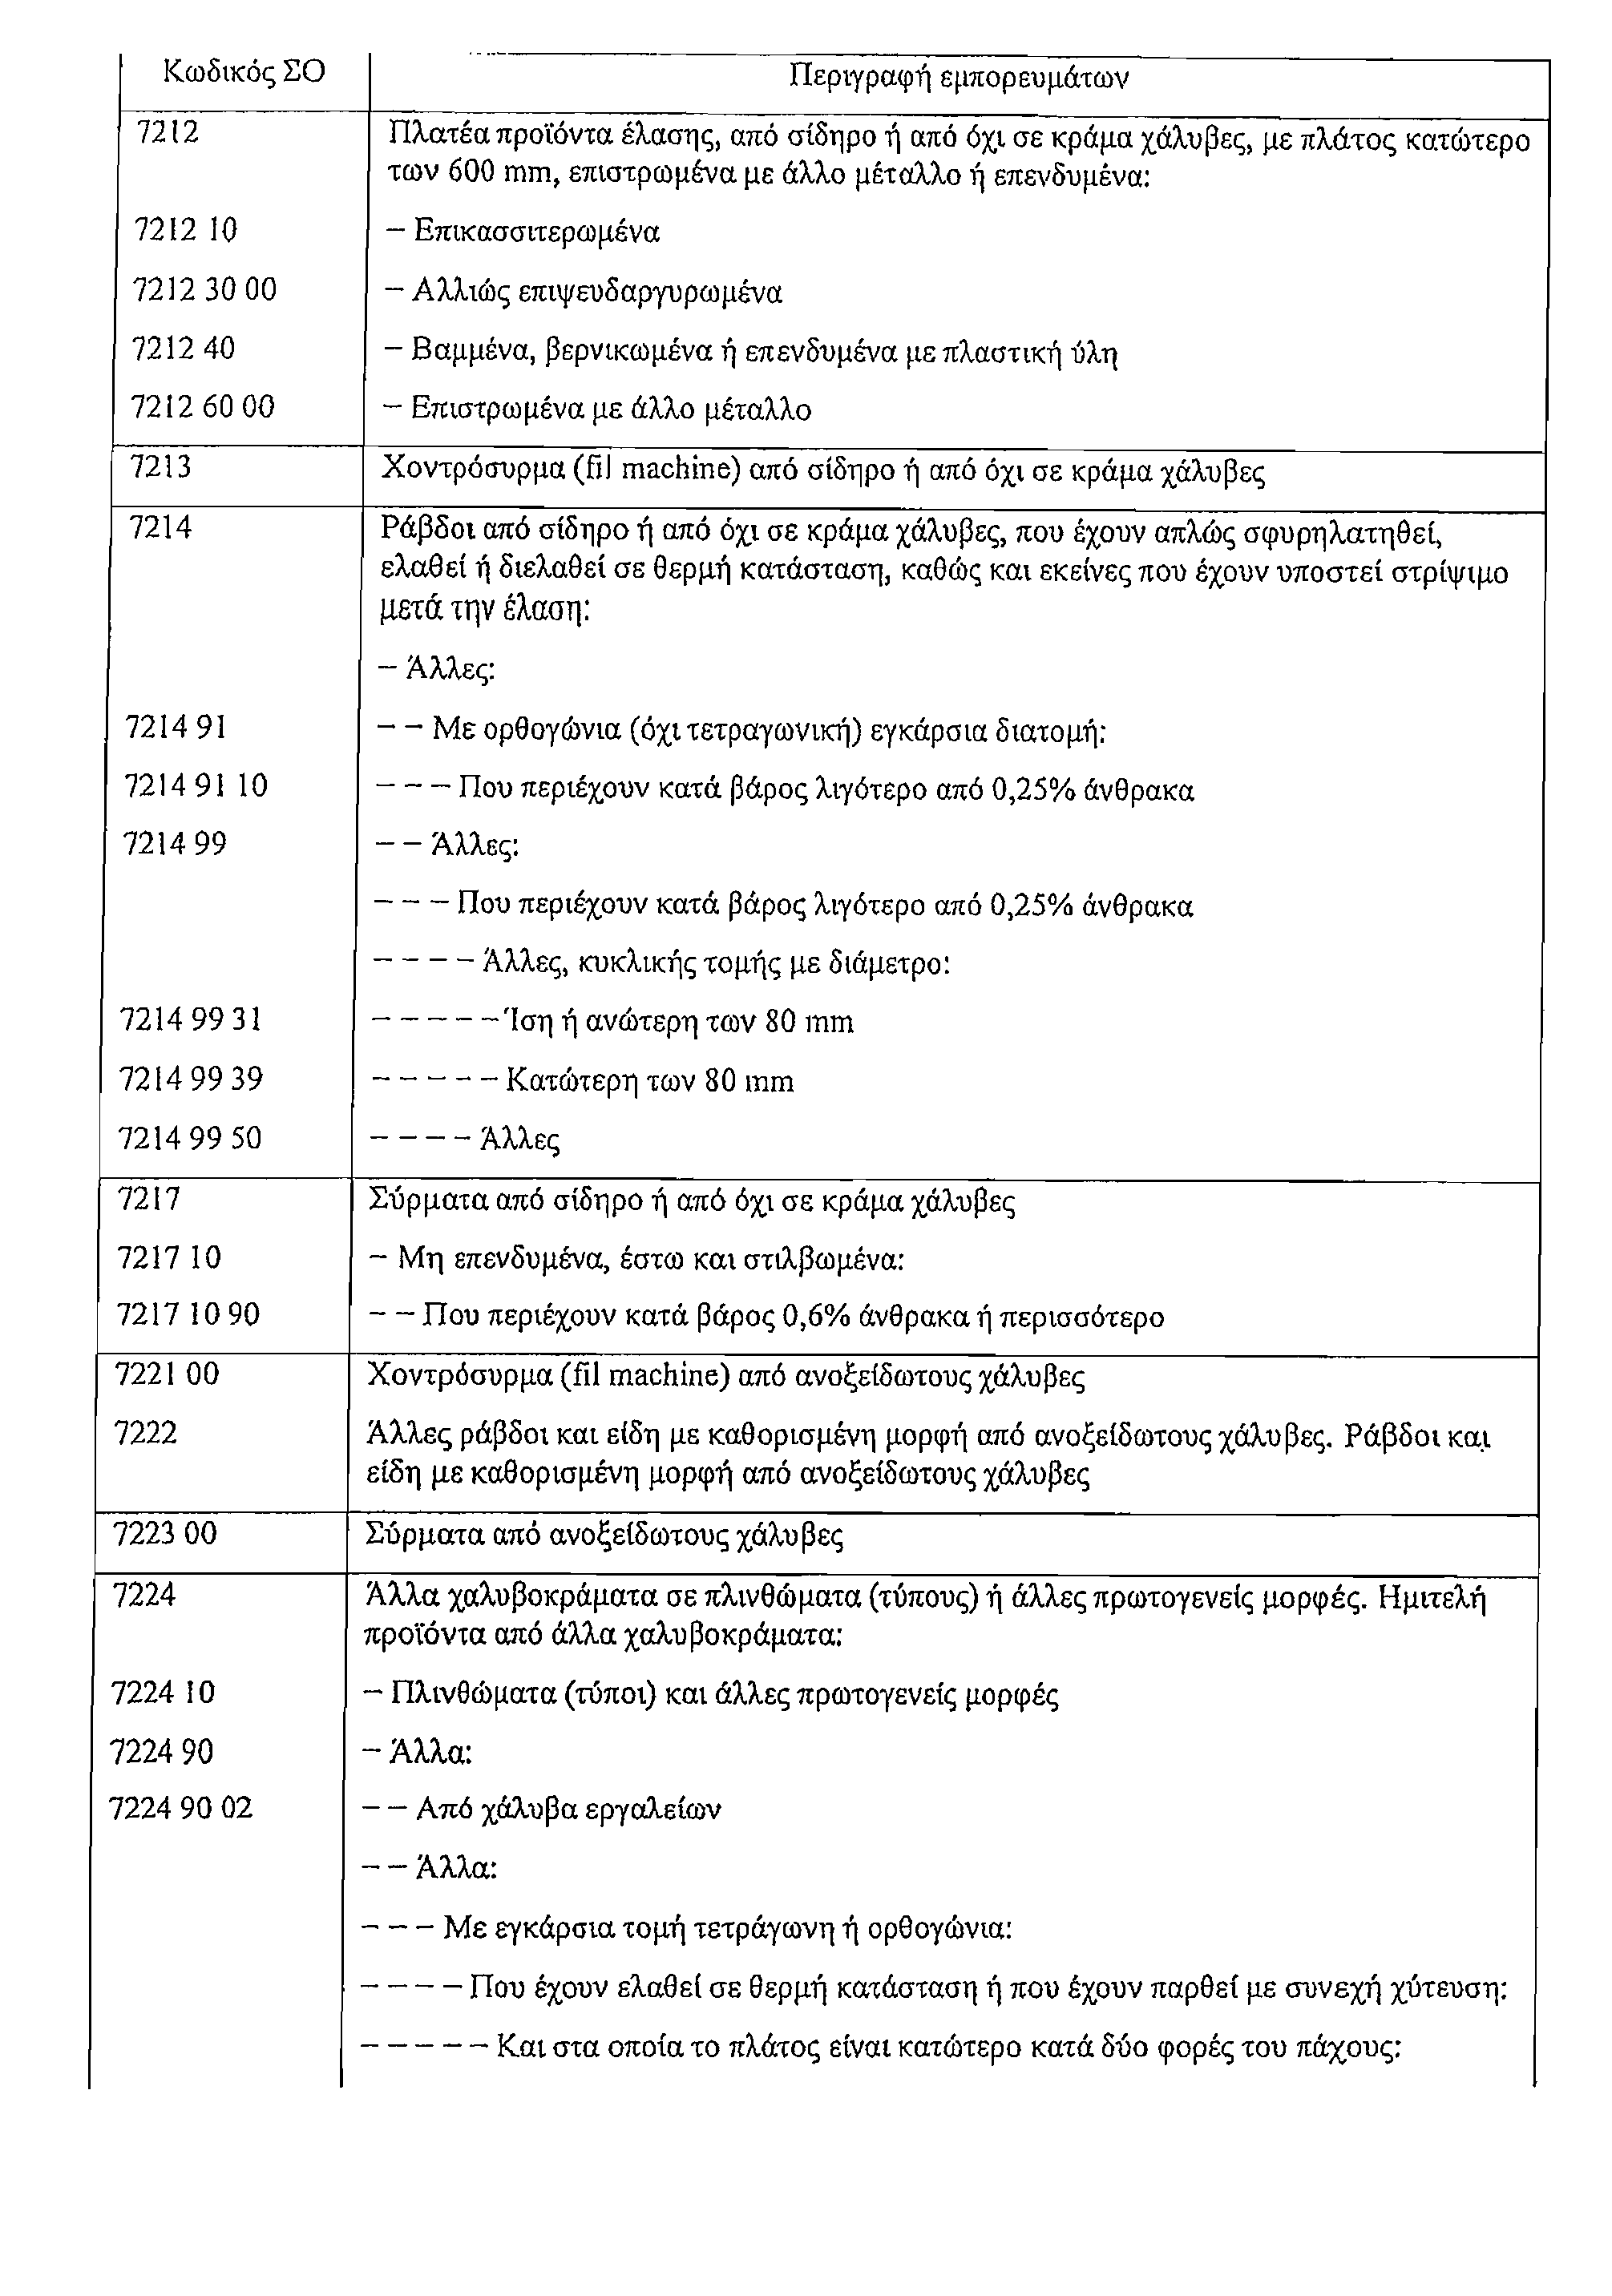 Κωδικός ΣΟ Περιγραφή εμπορευμάτων
7212 Πλατέα προϊόντα έλασης, από σίδηρο ή από όχι σε κράμα χάλυβες, με πλάτος κατώτερο
των 600 mm, επιστρωμένα με άλλο μέταλλο ή επενδυμένα:
7212 10 – Επικασσιτερωμένα
7212 30 00 – Αλλιώς επιψευδαργυρωμένα
7212 40 – Βαμμένα, βερνικωμένα ή επενδυμένα με πλαστική ύλη
7212 60 00 – Επιστρωμένα με άλλο μέταλλο
7213 Χοντρόσυρμα (fil machine) από σίδηρο ή από όχι σε κράμα χάλυβες
7214 Ράβδοι από σίδηρο ή από όχι σε κράμα χάλυβες, που έχουν απλώς σφυρηλατηθεί,
ελαθεί ή διελαθεί σε θερμή κατάσταση, καθώς και εκείνες που έχουν υποστεί στρίψιμο
μετά την έλαση:
– Άλλες:
7214 91 – – Με ορθογώνια (όχι τετραγωνική) εγκάρσια διατομή:
7214 91 10 – – – Που περιέχουν κατά βάρος λιγότερο από 0,25% άνθρακα
7214 99 – – Άλλες:
– – – Που περιέχουν κατά βάρος λιγότερο από 0,25% άνθρακα
– – – – Άλλες, κυκλικής τομής με διάμετρο:
7214 99 31 – – – – – Ίση ή ανώτερη των 80 mm
7214 99 39 – – – – – Κατώτερη των 80 mm
7214 99 50 – – – – Άλλες
7217 Σύρματα από σίδηρο ή από όχι σε κράμα χάλυβες
7217 10 – Μη επενδυμένα, έστω και στιλβωμένα:
7217 10 90 – – Που περιέχουν κατά βάρος 0,6% άνθρακα ή περισσότερο
7221 00 Χοντρόσυρμα (fil machine) από ανοξείδωτους χάλυβες
7222 Άλλες ράβδοι και είδη με καθορισμένη μορφή από ανοξείδωτους χάλυβες. Ράβδοι και
είδη με καθορισμένη μορφή από ανοξείδωτους χάλυβες
7223 00 Σύρματα από ανοξείδωτους χάλυβες
7224 Άλλα χαλυβοκράματα σε πλινθώματα (τύπους) ή άλλες πρωτογενείς μορφές. Ημιτελή
προϊόντα από άλλα χαλυβοκράματα:
7224 10 – Πλινθώματα (τύποι) και άλλες πρωτογενείς μορφές
7224 90 – Άλλα:
7224 90 02 – – Από χάλυβα εργαλείων
– – Άλλα:
– – – Με εγκάρσια τομή τετράγωνη ή ορθογώνια:
– – – – Που έχουν ελαθεί σε θερμή κατάσταση ή που έχουν παρθεί με συνεχή χύτευση:
– – – – – Και στα οποία το πλάτος είναι κατώτερο κατά δύο φορές του πάχους: